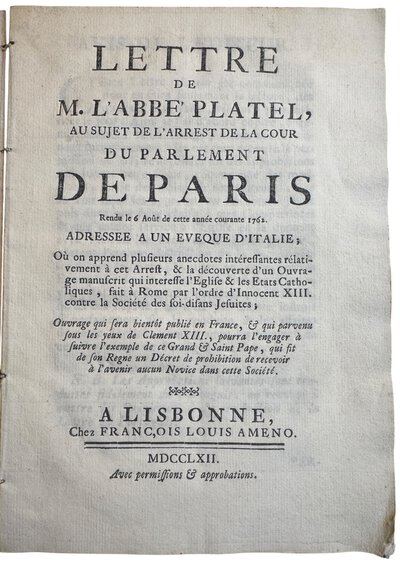 LETTRE
DE
M. L'ABBE' PLATEL,
AU SUJET DE L'ARREST DE LA COUR
DU PARLEMENT
DE PARIS
Rendu le 6 Août de cette année courante 1762.
ADRESSEE A UN EVEQUE D'ITALIE;
Où on apprend plusieurs anecdotes intéressantes rélati-
vement à cet Arrest, & la découverte d'un Ouvra-
ge manuscrit qui interesse l'Eglise & les Etats Catho-
liques, fait à Rome par l'ordre d'Innocent XIII.
contre la Société des soi-disans Jesuites;
Ouvrage qui sera bientôt publié en France, & qui parvenu
sous les yeux de Clement XIII., pourra l'engager à
suivre l'exemple de ce Grand & Saint Pape, qui fit
de son Regne un Décret de prohibition de recevoir
à l'avenir aucun Novice dans cette Société.
A LISBONNE,
Chez FRANC,OIS LOUIS AMENO.
MDCCLXII.
Avec permissions & approbations.